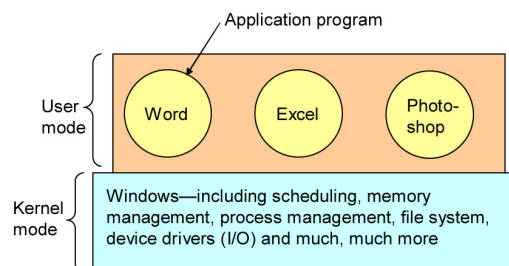 Application program
User
mode
Word
Excel
Photo-
shop
Kernel
mode
Windows—including scheduling, memory
management, process management, file system,
device drivers (I/O) and much, much more